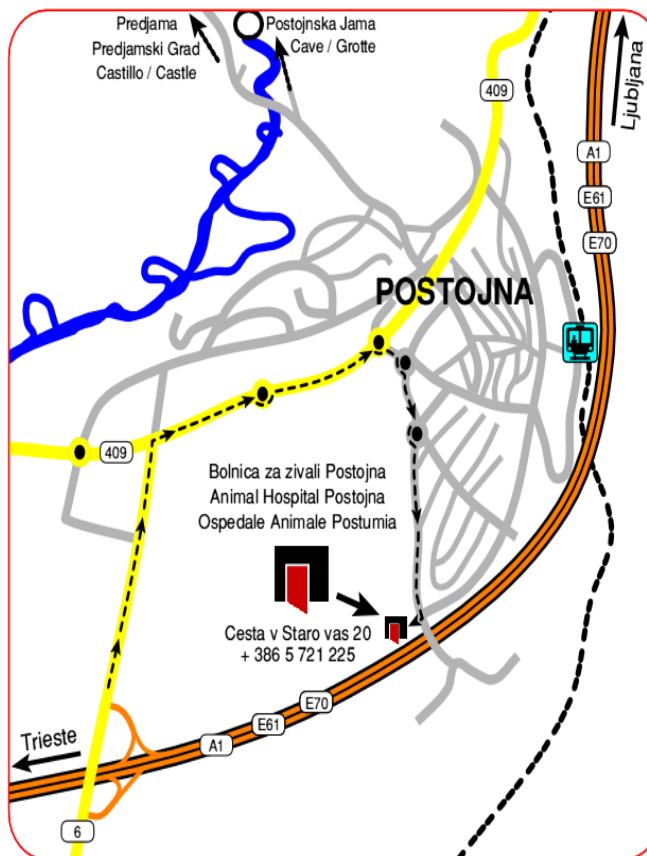 Predjama
Predjamski Grad
Castillo / Castle
Postojnska Jama
Cave / Grotte
409
Ljubljana
A1
E61
E70
POSTOJNA
409
Bolnica za zivali Postojna
Animal Hospital Postojna
Ospedale Animale Postumia
Cesta v Staro vas 20
+ 386 5 721 225
Trieste
A1
E61
E70
6